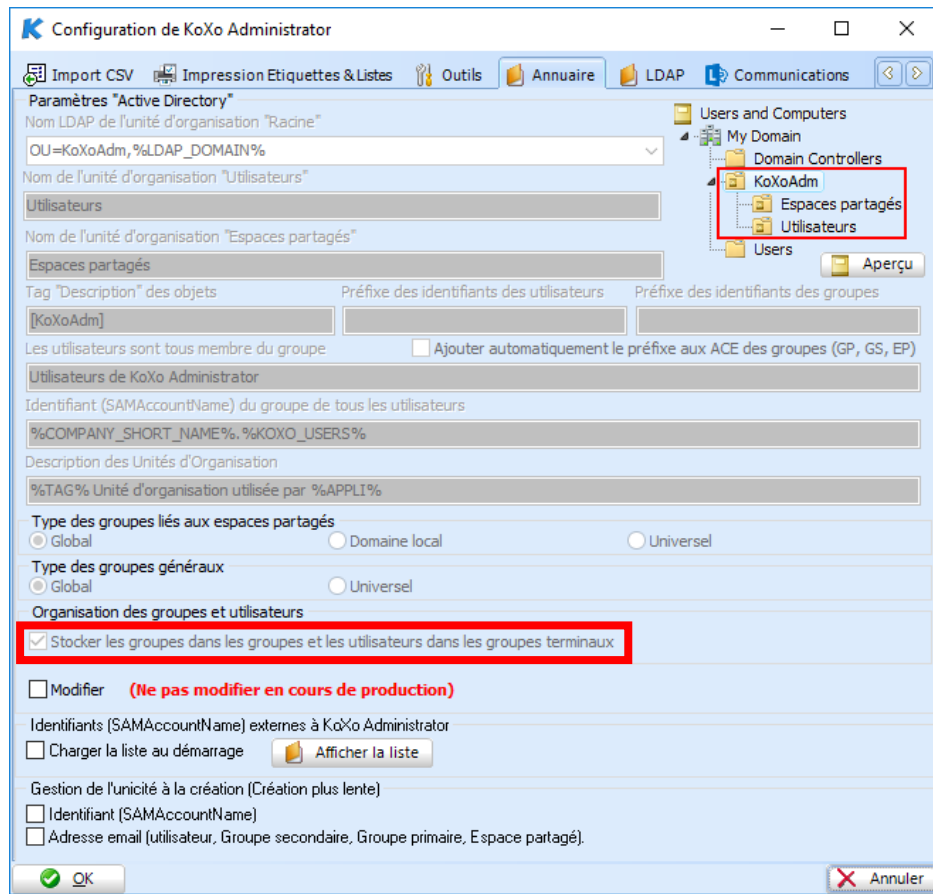 Configuration de KoXo Administrator
Import CSV Impression Etiquettes & Listes Outils Annuaire LDAP Communications
Paramètres "Active Directory"
Nom LDAP de l'unité d'organisation "Racine"
OU=KoXoAdm,%LDAP_DOMAIN%
Nom de l'unité d'organisation "Utilisateurs"
Utilisateurs
Nom de l'unité d'organisation "Espaces partagés"
Espaces partagés
Users and Computers
My Domain
Domain Controllers
KoXoAdm
Espaces partagés
Utilisateurs
Users
Aperçu
Tag "Description" des objets Préfixe des identifiants des utilisateurs Préfixe des identifiants des groupes
[KoXoAdm]
Les utilisateurs sont tous membre du groupe Ajouter automatiquement le préfixe aux ACE des groupes (GP, GS, EP)
Utilisateurs de KoXo Administrator
Identifiant (SAMAccountName) du groupe de tous les utilisateurs
%COMPANY_SHORT_NAME%.%KOXO_USERS%
Description des Unités d'Organisation
%TAG% Unité d'organisation utilisée par %APPLI%
Type des groupes liés aux espaces partagés
Global Domaine local Universel
Type des groupes généraux
Global Universel
Organisation des groupes et utilisateurs
Stocker les groupes dans les groupes et les utilisateurs dans les groupes terminaux
Modifier (Ne pas modifier en cours de production)
Identifiants (SAMAccountName) externes à KoXo Administrator
Charger la liste au démarrage Afficher la liste
Gestion de l'unicité à la création (Création plus lente)
Identifiant (SAMAccountName)
Adresse email (utilisateur, Groupe secondaire, Groupe primaire, Espace partagé).
OK Annuler